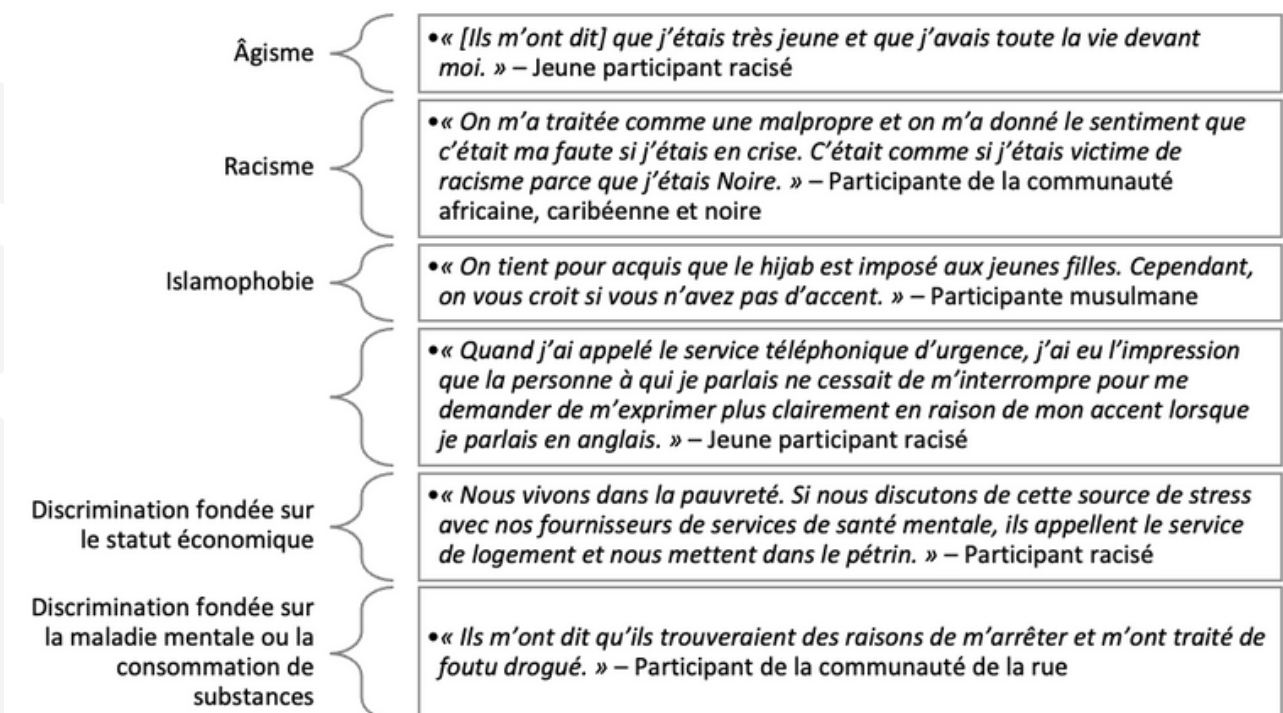 Âgisme
•« [Ils m’ont dit] que j’étais très jeune et que j’avais toute la vie devant
moi. » – Jeune participant racisé
Racisme
•« On m’a traitée comme une malpropre et on m’a donné le sentiment que
c’était ma faute si j’étais en crise. C’était comme si j’étais victime de
racisme parce que j’étais Noire. » – Participante de la communauté
africaine, caribéenne et noire
Islamophobie
•« On tient pour acquis que le hijab est imposé aux jeunes filles. Cependant,
on vous croit si vous n’avez pas d’accent. » – Participante musulmane
•« Quand j’ai appelé le service téléphonique d’urgence, j’ai eu l’impression
que la personne à qui je parlais ne cessait de m’interrompre pour me
demander de m’exprimer plus clairement en raison de mon accent lorsque
je parlais en anglais. » – Jeune participant racisé
Discrimination fondée sur
le statut économique
•« Nous vivons dans la pauvreté. Si nous discutons de cette source de stress
avec nos fournisseurs de services de santé mentale, ils appellent le service
de logement et nous mettent dans le pétrin. » – Participant racisé
Discrimination fondée sur
la maladie mentale ou la
consommation de
substances
•« Ils m’ont dit qu’ils trouveraient des raisons de m’arrêter et m’ont traité de
foutu drogué. » – Participant de la communauté de la rue